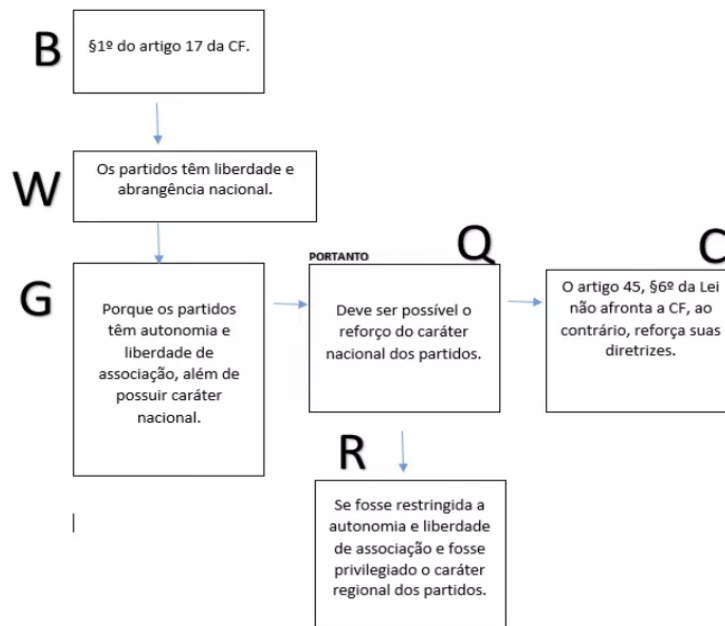 B
§1º do artigo 17 da CF.
W
Os partidos têm liberdade e
abrangência nacional.
G
Porque os partidos
têm autonomia e
liberdade de
associação, além de
possuir caráter
nacional.
PORTANTO
Q
Deve ser possível o
reforço do caráter
nacional dos partidos.
C
O artigo 45, §6º da Lei
não afronta a CF, ao
contrário, reforça suas
diretrizes.
R
Se fosse restringida a
autonomia e liberdade
de associação e fosse
privilegiado o caráter
regional dos partidos.